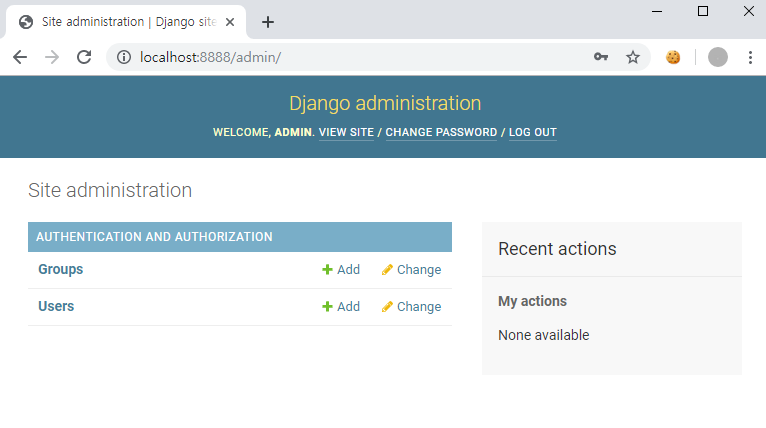 Site administration | Django site
localhost:8888/admin/
Django administration
WELCOME, ADMIN. VIEW SITE / CHANGE PASSWORD / LOG OUT
Site administration
AUTHENTICATION AND AUTHORIZATION
Groups Add Change
Users Add Change
Recent actions
My actions
None available